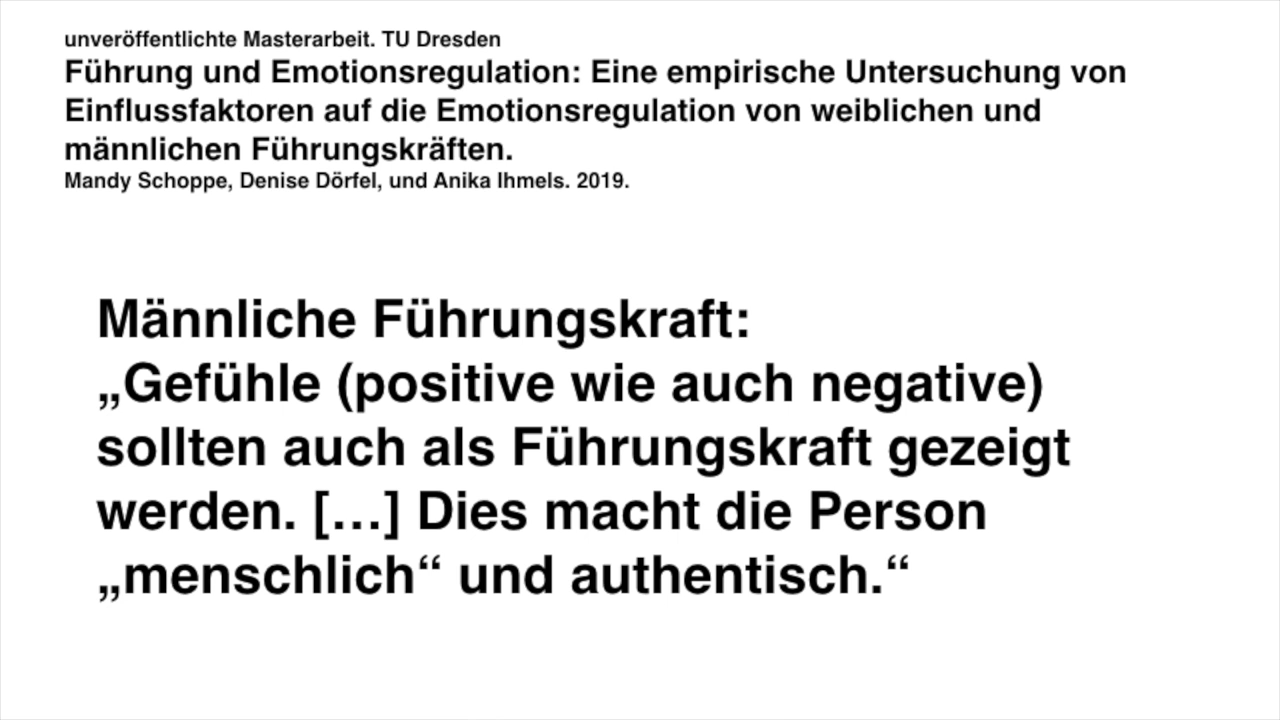 unveröffentlichte Masterarbeit. TU Dresden
Führung und Emotionsregulation: Eine empirische Untersuchung von
Einflussfaktoren auf die Emotionsregulation von weiblichen und
männlichen Führungskräften.
Mandy Schoppe, Denise Dörfel, und Anika Ihmels. 2019.
Männliche Führungskraft:
„Gefühle (positive wie auch negative)
sollten auch als Führungskraft gezeigt
werden. […] Dies macht die Person
„menschlich“ und authentisch.“